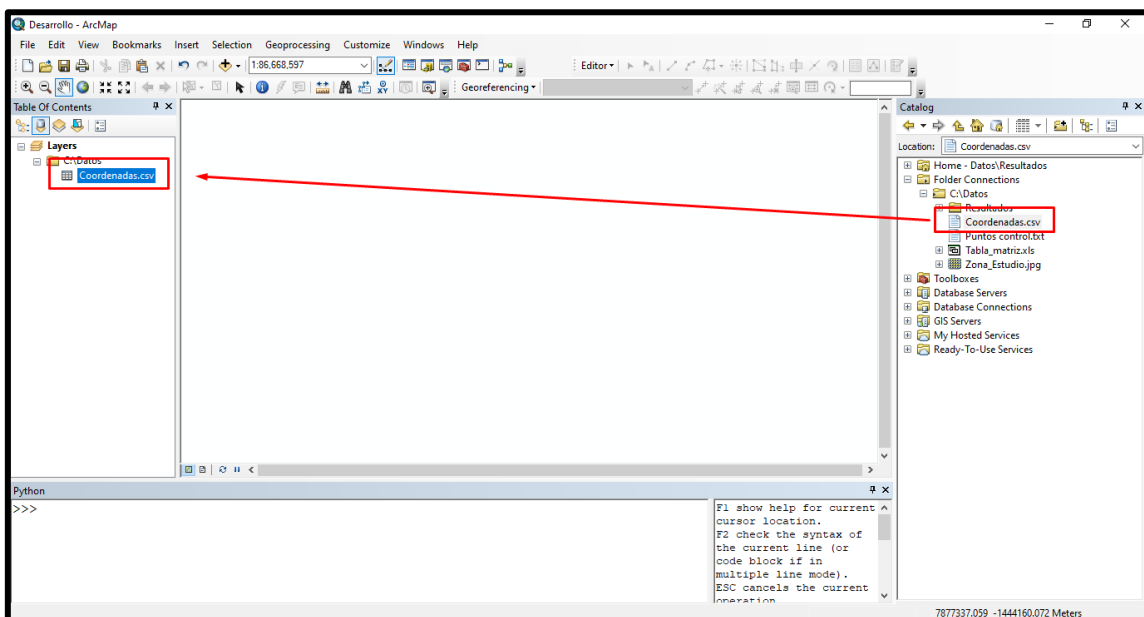 Desarrollo - ArcMap
File Edit View Bookmarks Insert Selection Geoprocessing Customize Windows Help
1:86,668,597
Editor
Georeferencing
Table Of Contents
Layers
C:\Datos
Coordenadas.csv
Catalog
Location: Coordenadas.csv
Home - Datos\Resultados
Folder Connections
C:\Datos
Resultados
Coordenadas.csv
Puntos control.txt
Tabla_matriz.xls
Zona_Estudio.jpg
Toolboxes
Database Servers
Database Connections
GIS Servers
My Hosted Services
Ready-To-Use Services
Python
>>>
F1 show help for current
cursor location.
F2 check the syntax of
the current line (or
code block if in
multiple line mode).
ESC cancels the current
operation
7877337.059 -1444160.072 Meters